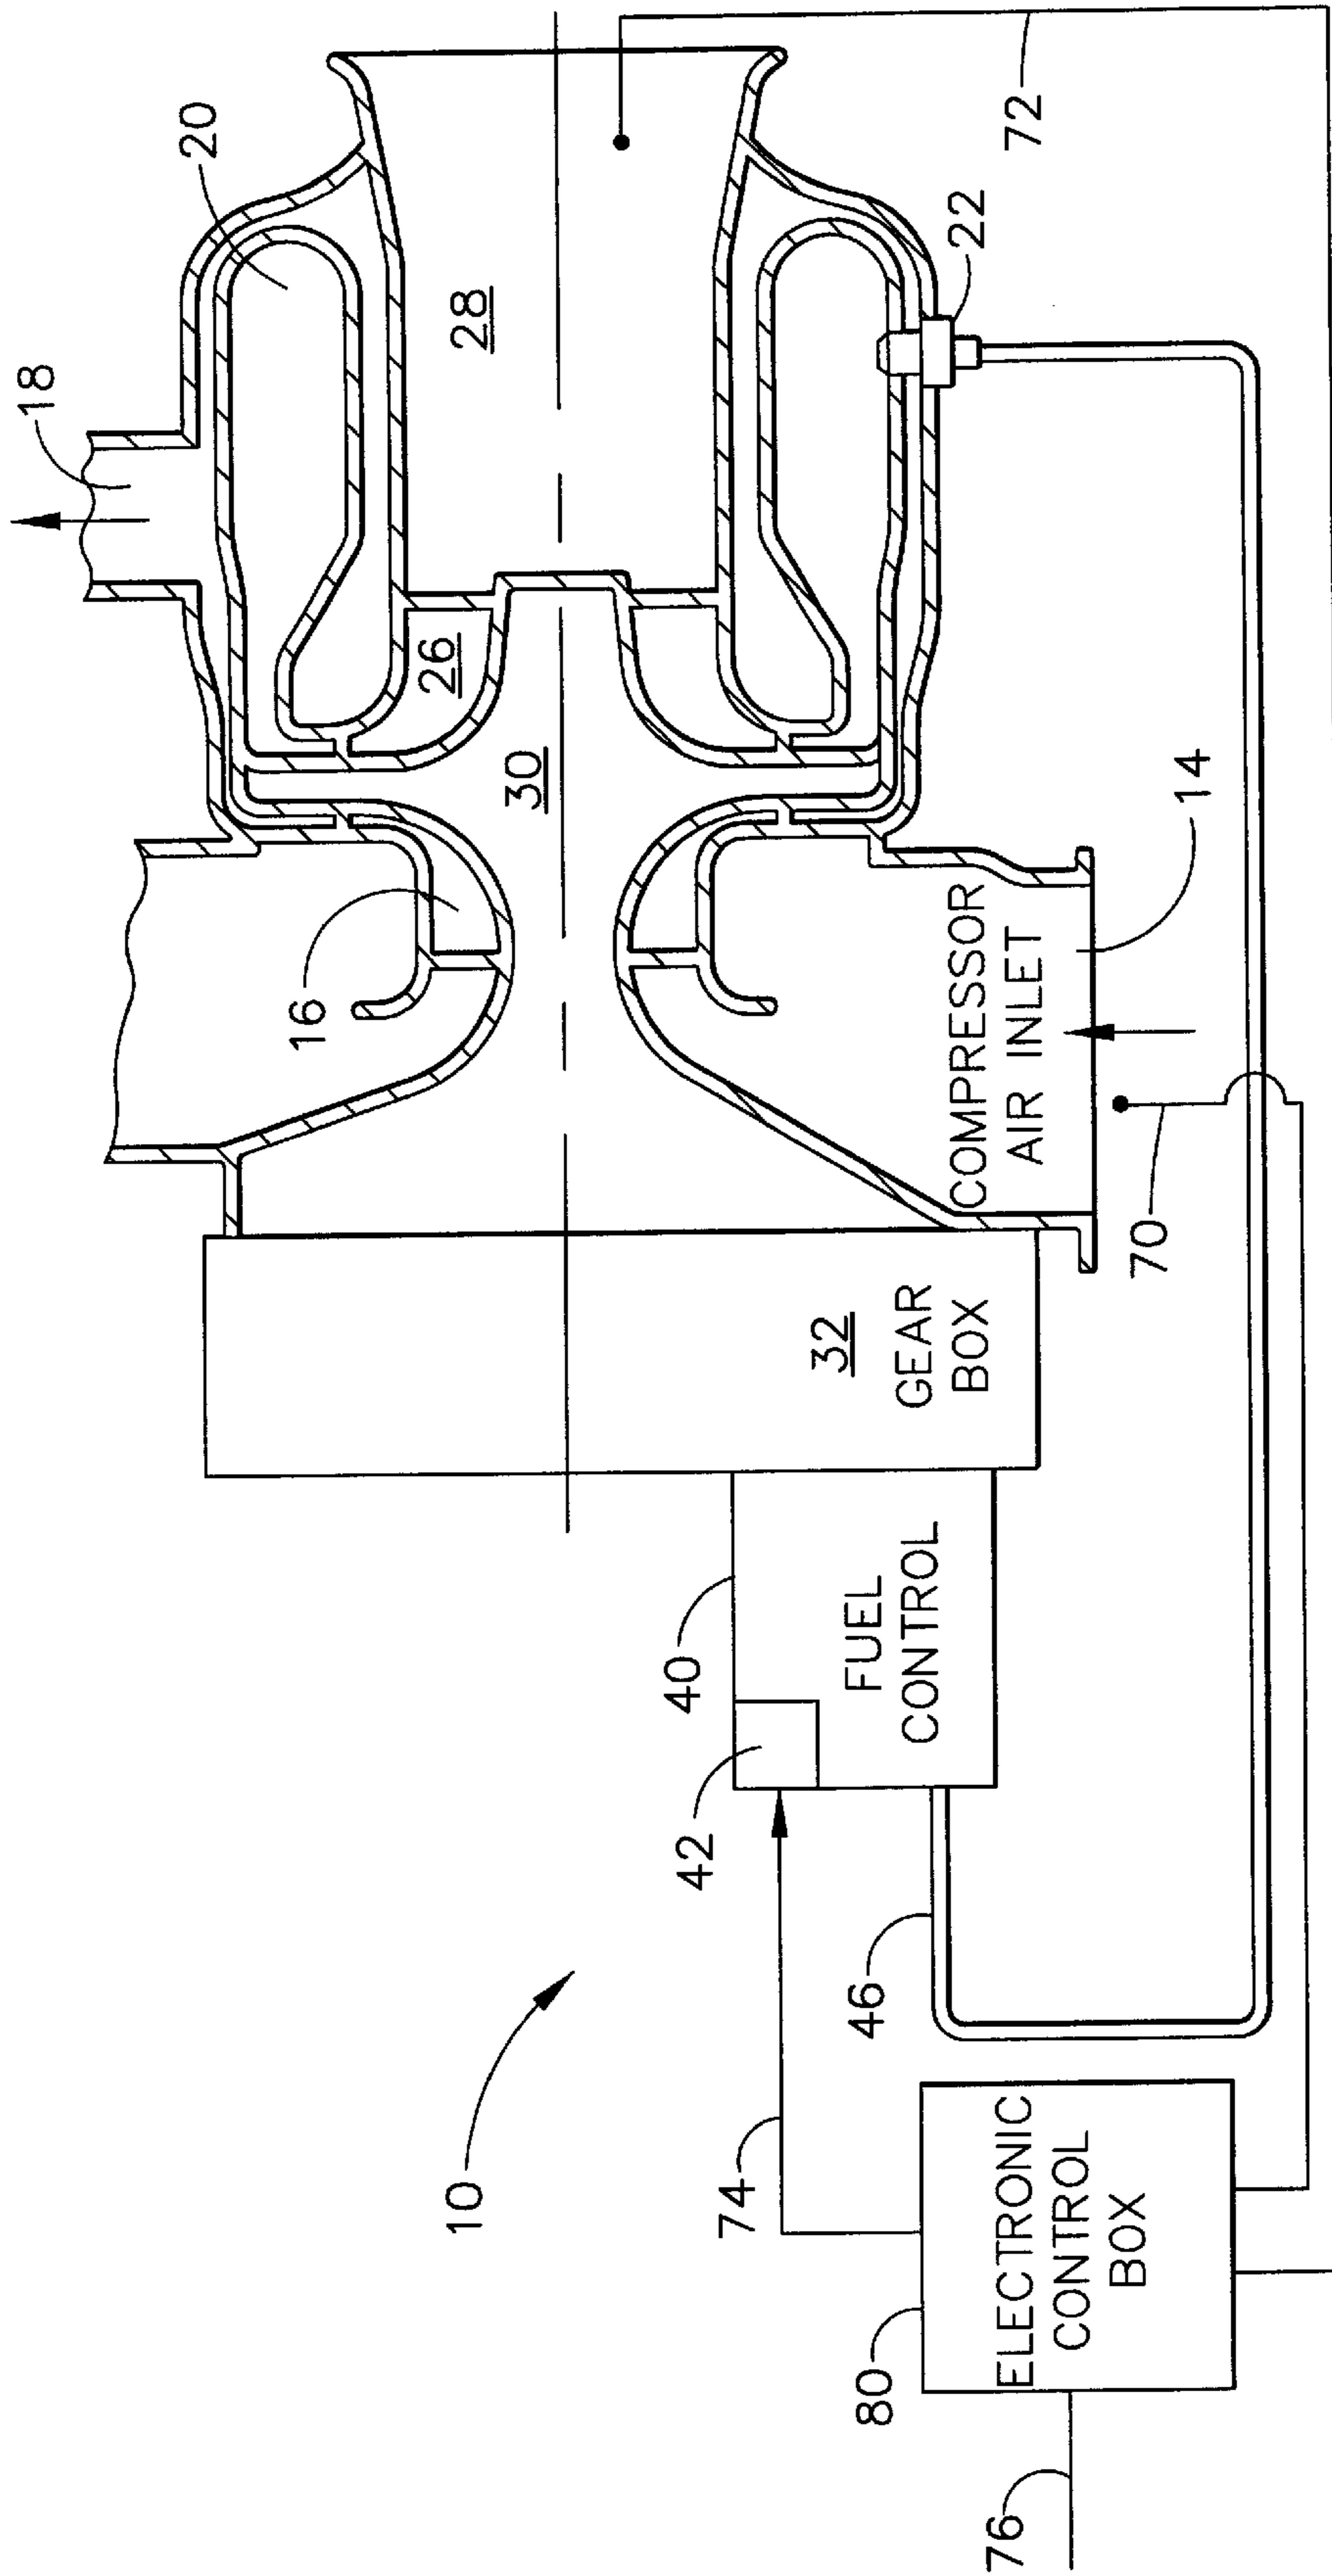 18
20
28
26
30
16
72
22
14
COMPRESSOR
AIR INLET
70
32
GEAR
BOX
40
42
FUEL
CONTROL
46
10
74
80
ELECTRONIC
CONTROL
BOX
76